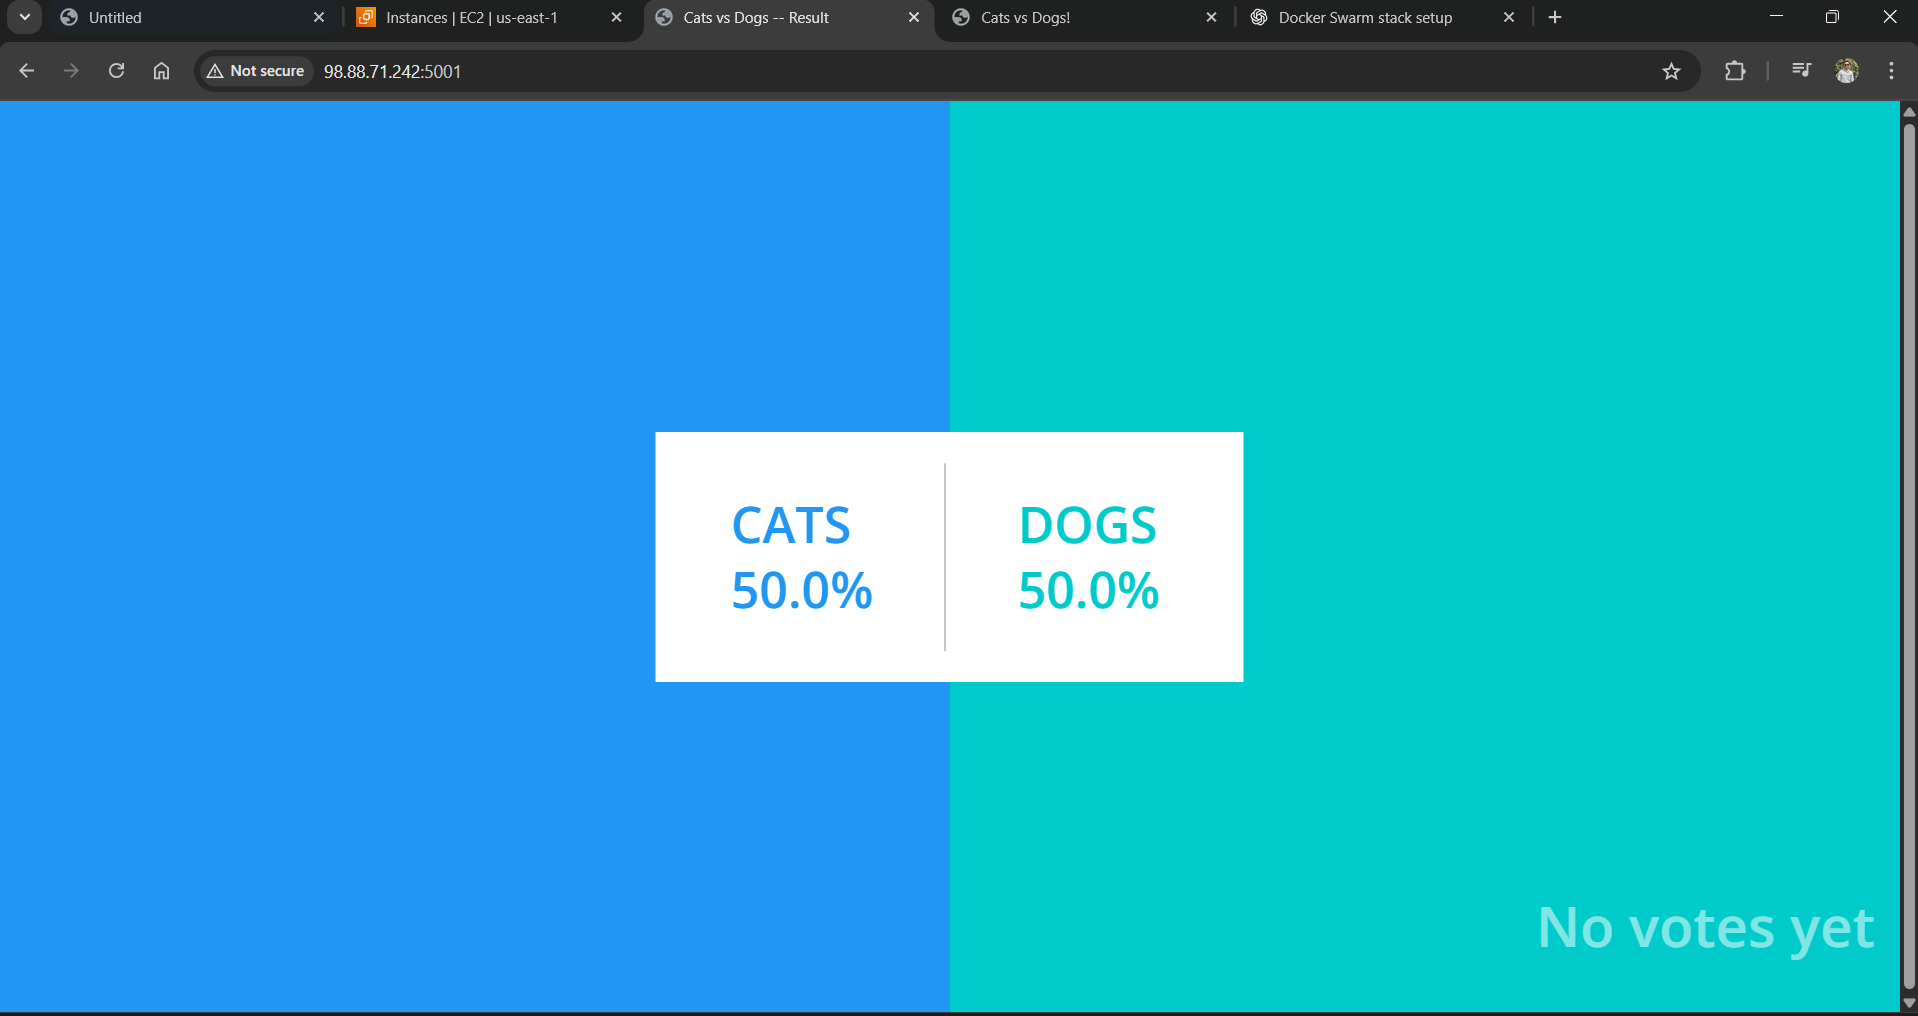 Untitled
Instances | EC2 | us-east-1
Cats vs Dogs -- Result
Cats vs Dogs!
Docker Swarm stack setup
Not secure
98.88.71.242:5001
CATS
50.0%
DOGS
50.0%
No votes yet